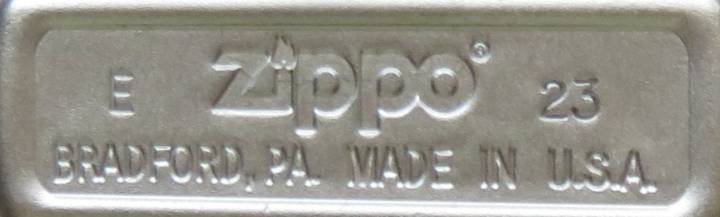 E Zippo® 23
BRADFORD, PA. MADE IN U.S.A.